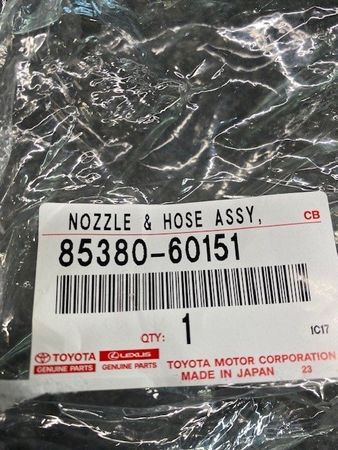 NOZZLE & HOSE ASSY,
CB
85380-60151
QTY: 1
1C17
TOYOTA LEXUS TOYOTA MOTOR CORPORATION
GENUINE PARTS GENUINE PARTS MADE IN JAPAN 23